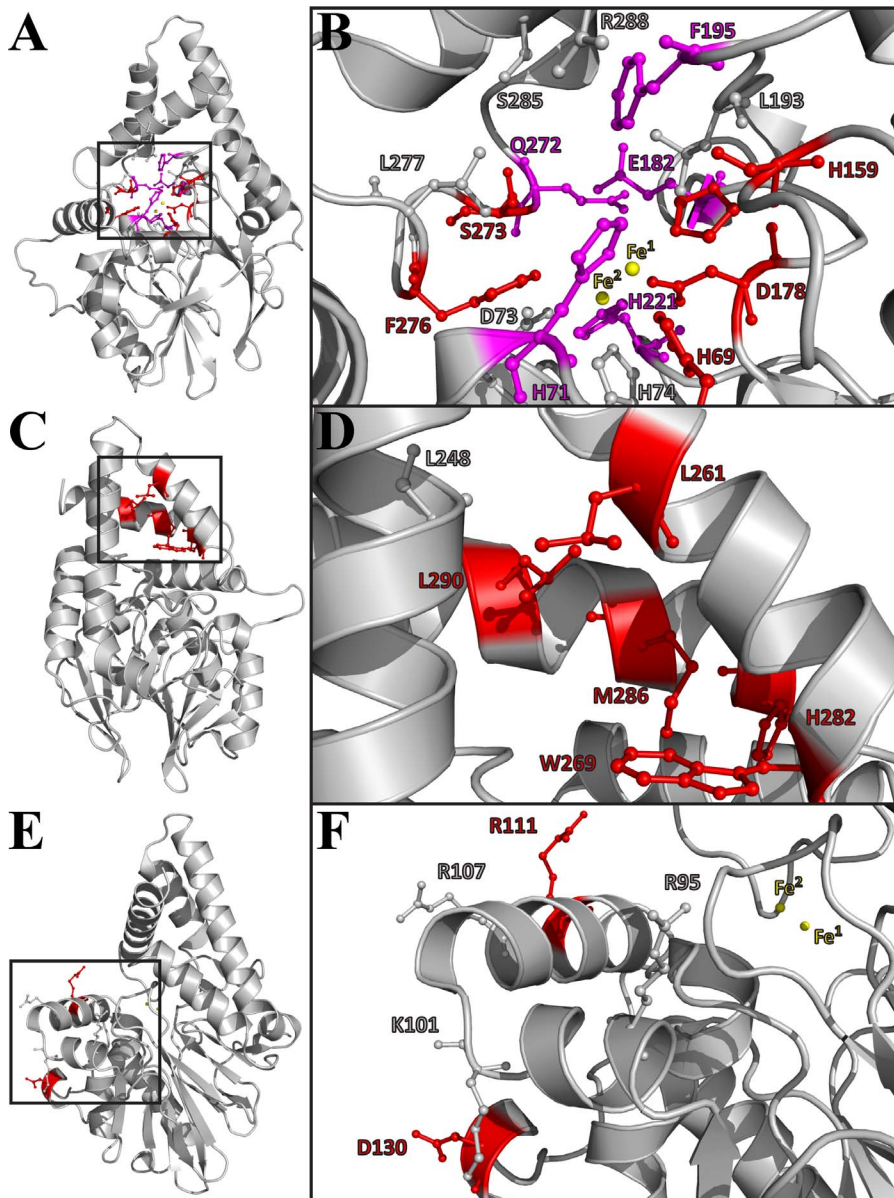 A
B
R288
F195
S285
L193
Q272
E182
L277
H159
S273
Fe¹
Fe²
D178
H221
F276
D73
H69
H71
H74
C
D
L248
L261
L290
M286
H282
W269
E
F
R111
R107
R95
Fe²
Fe¹
K101
D130